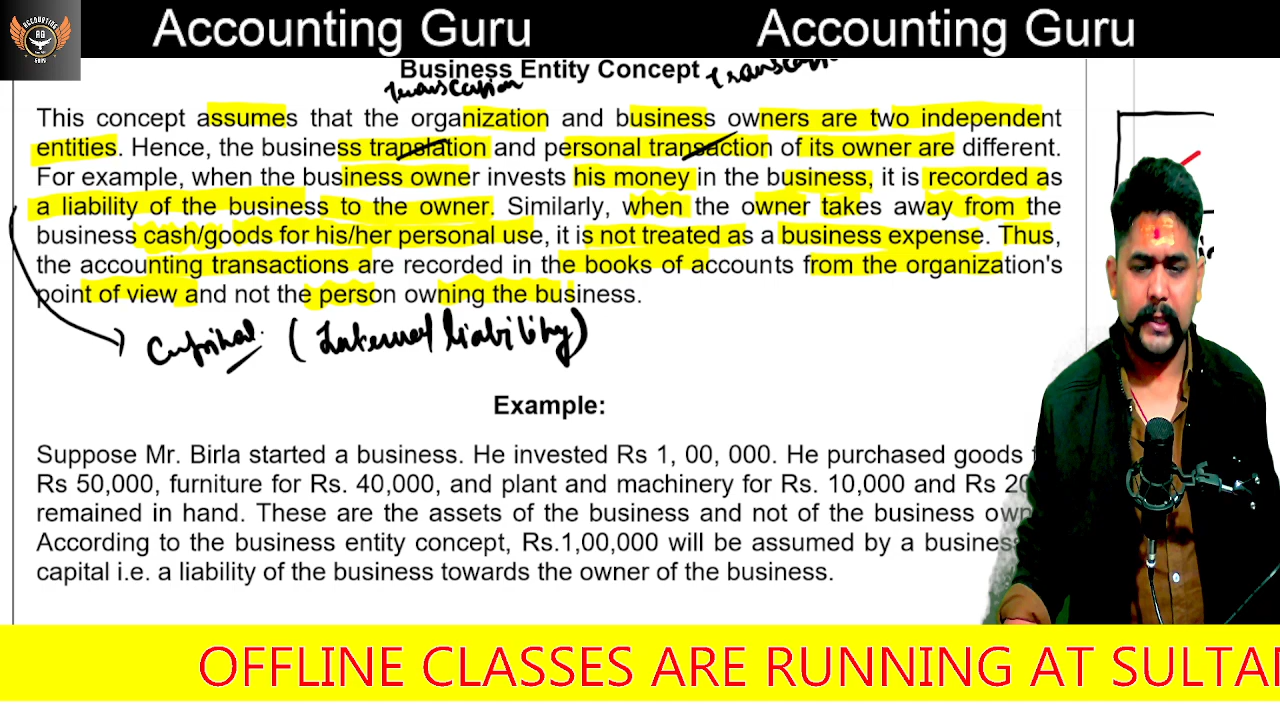 Accounting Guru Accounting Guru
ACCOUNTING
AG
GURU
Business Entity Concept
Transcation
This concept assumes that the organization and business owners are two independent
entities. Hence, the business translation and personal transaction of its owner are different.
For example, when the business owner invests his money in the business, it is recorded as
a liability of the business to the owner. Similarly, when the owner takes away from the
business cash/goods for his/her personal use, it is not treated as a business expense. Thus,
the accounting transactions are recorded in the books of accounts from the organization's
point of view and not the person owning the business.
Capital (Internal liability)
Example:
Suppose Mr. Birla started a business. He invested Rs 1, 00, 000. He purchased goods
Rs 50,000, furniture for Rs. 40,000, and plant and machinery for Rs. 10,000 and Rs 20
remained in hand. These are the assets of the business and not of the business own
According to the business entity concept, Rs.1,00,000 will be assumed by a business
capital i.e. a liability of the business towards the owner of the business.
OFFLINE CLASSES ARE RUNNING AT SULTAN